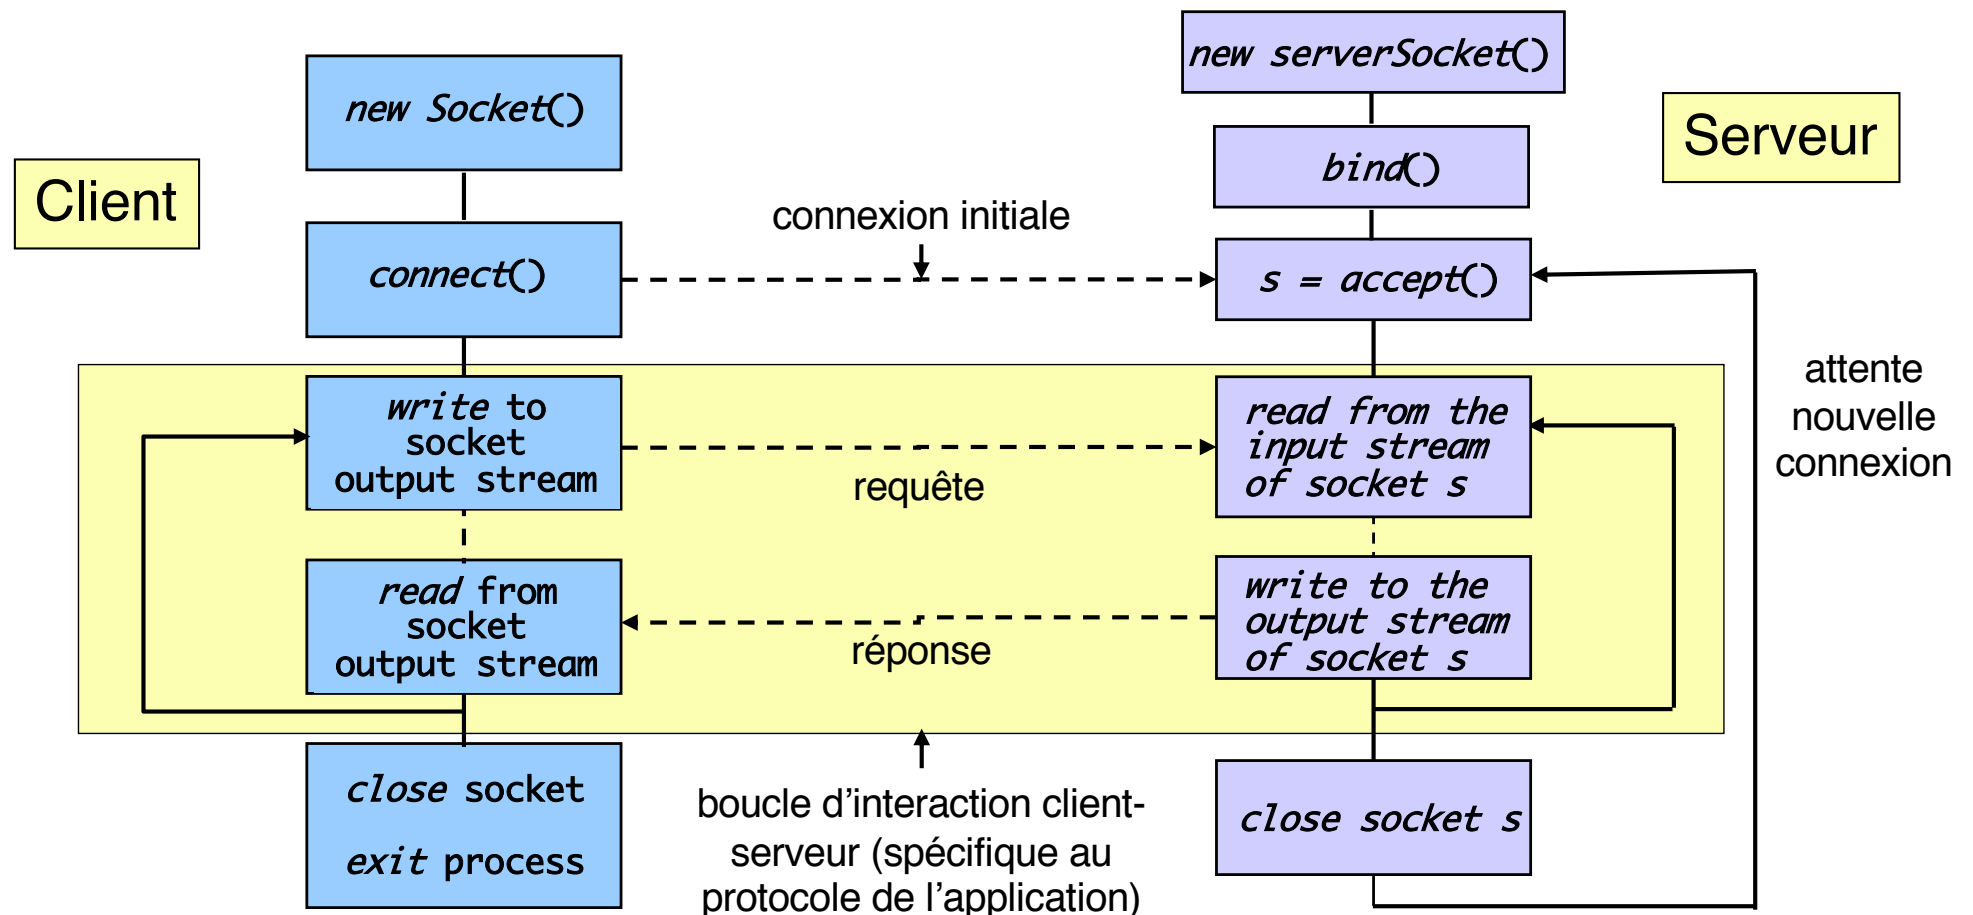 new serverSocket()
new Socket()
Serveur
bind()
Client
connexion initiale
connect()
s = accept()
attente
nouvelle
connexion
write to
socket
output stream
read from the
input stream
of socket s
requête
read from
socket
output stream
write to the
output stream
of socket s
réponse
close socket
exit process
boucle d'interaction client-
serveur (spécifique au
protocole de l'application)
close socket s